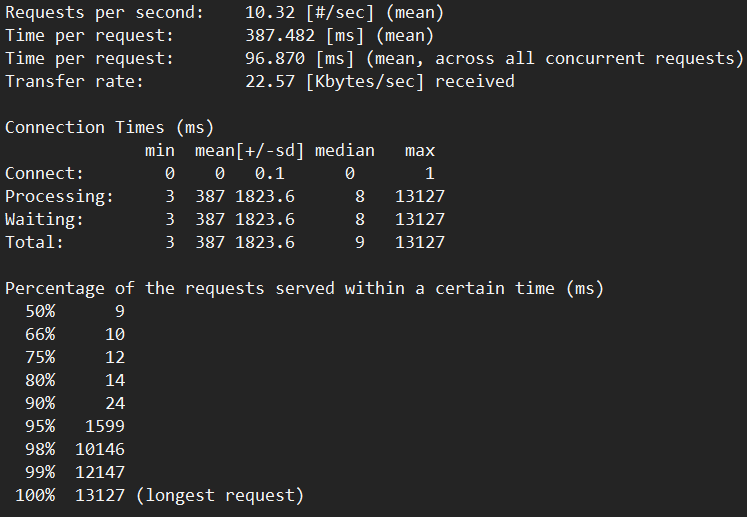 Requests per second:    10.32 [#/sec] (mean)
Time per request:       387.482 [ms] (mean)
Time per request:       96.870 [ms] (mean, across all concurrent requests)
Transfer rate:          22.57 [Kbytes/sec] received

Connection Times (ms)
              min  mean[+/-sd] median   max
Connect:        0    0   0.1      0       1
Processing:     3  387 1823.6      8   13127
Waiting:        3  387 1823.6      8   13127
Total:          3  387 1823.6      9   13127

Percentage of the requests served within a certain time (ms)
  50%      9
  66%     10
  75%     12
  80%     14
  90%     24
  95%   1599
  98%  10146
  99%  12147
 100%  13127 (longest request)